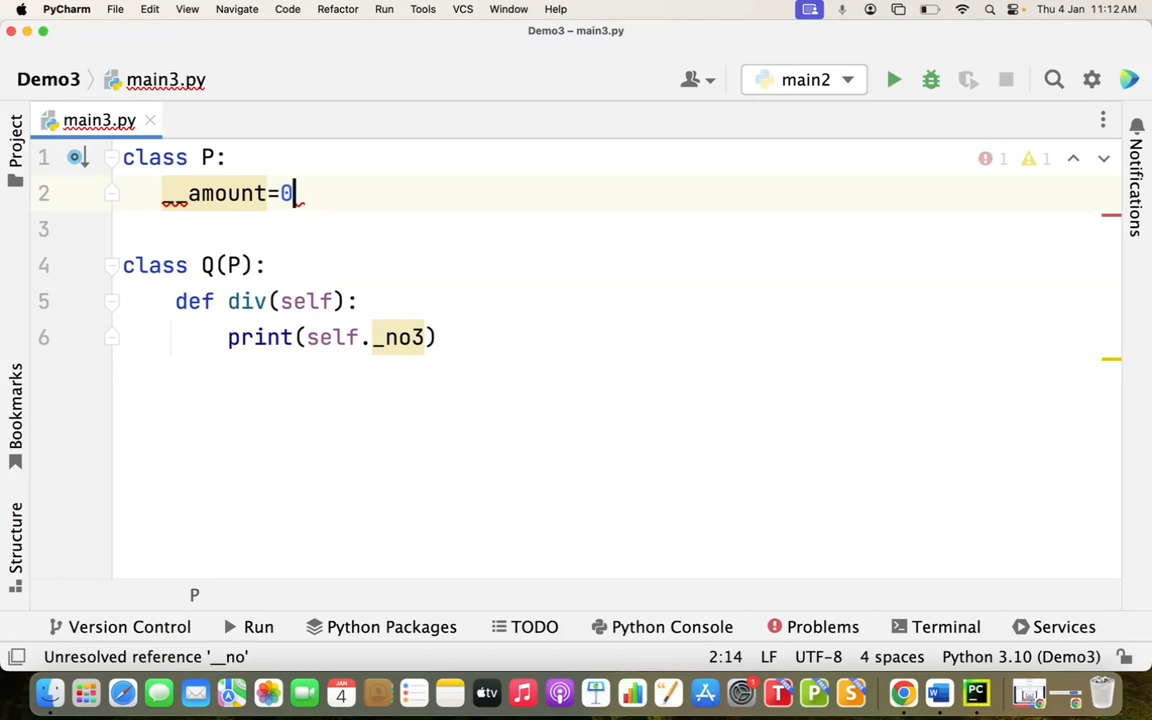 PyCharm File Edit View Navigate Code Refactor Run Tools VCS Window Help Thu 4 Jan 11:12 AM
Demo3 – main3.py
Demo3 main3.py main2
main3.py
Project
Bookmarks
Structure
Notifications
1 class P: 1 1
2 __amount=0
3
4 class Q(P):
5 def div(self):
6 print(self._no3)
P
Version Control Run Python Packages TODO Python Console Problems Terminal Services
Unresolved reference '__no' 2:14 LF UTF-8 4 spaces Python 3.10 (Demo3)